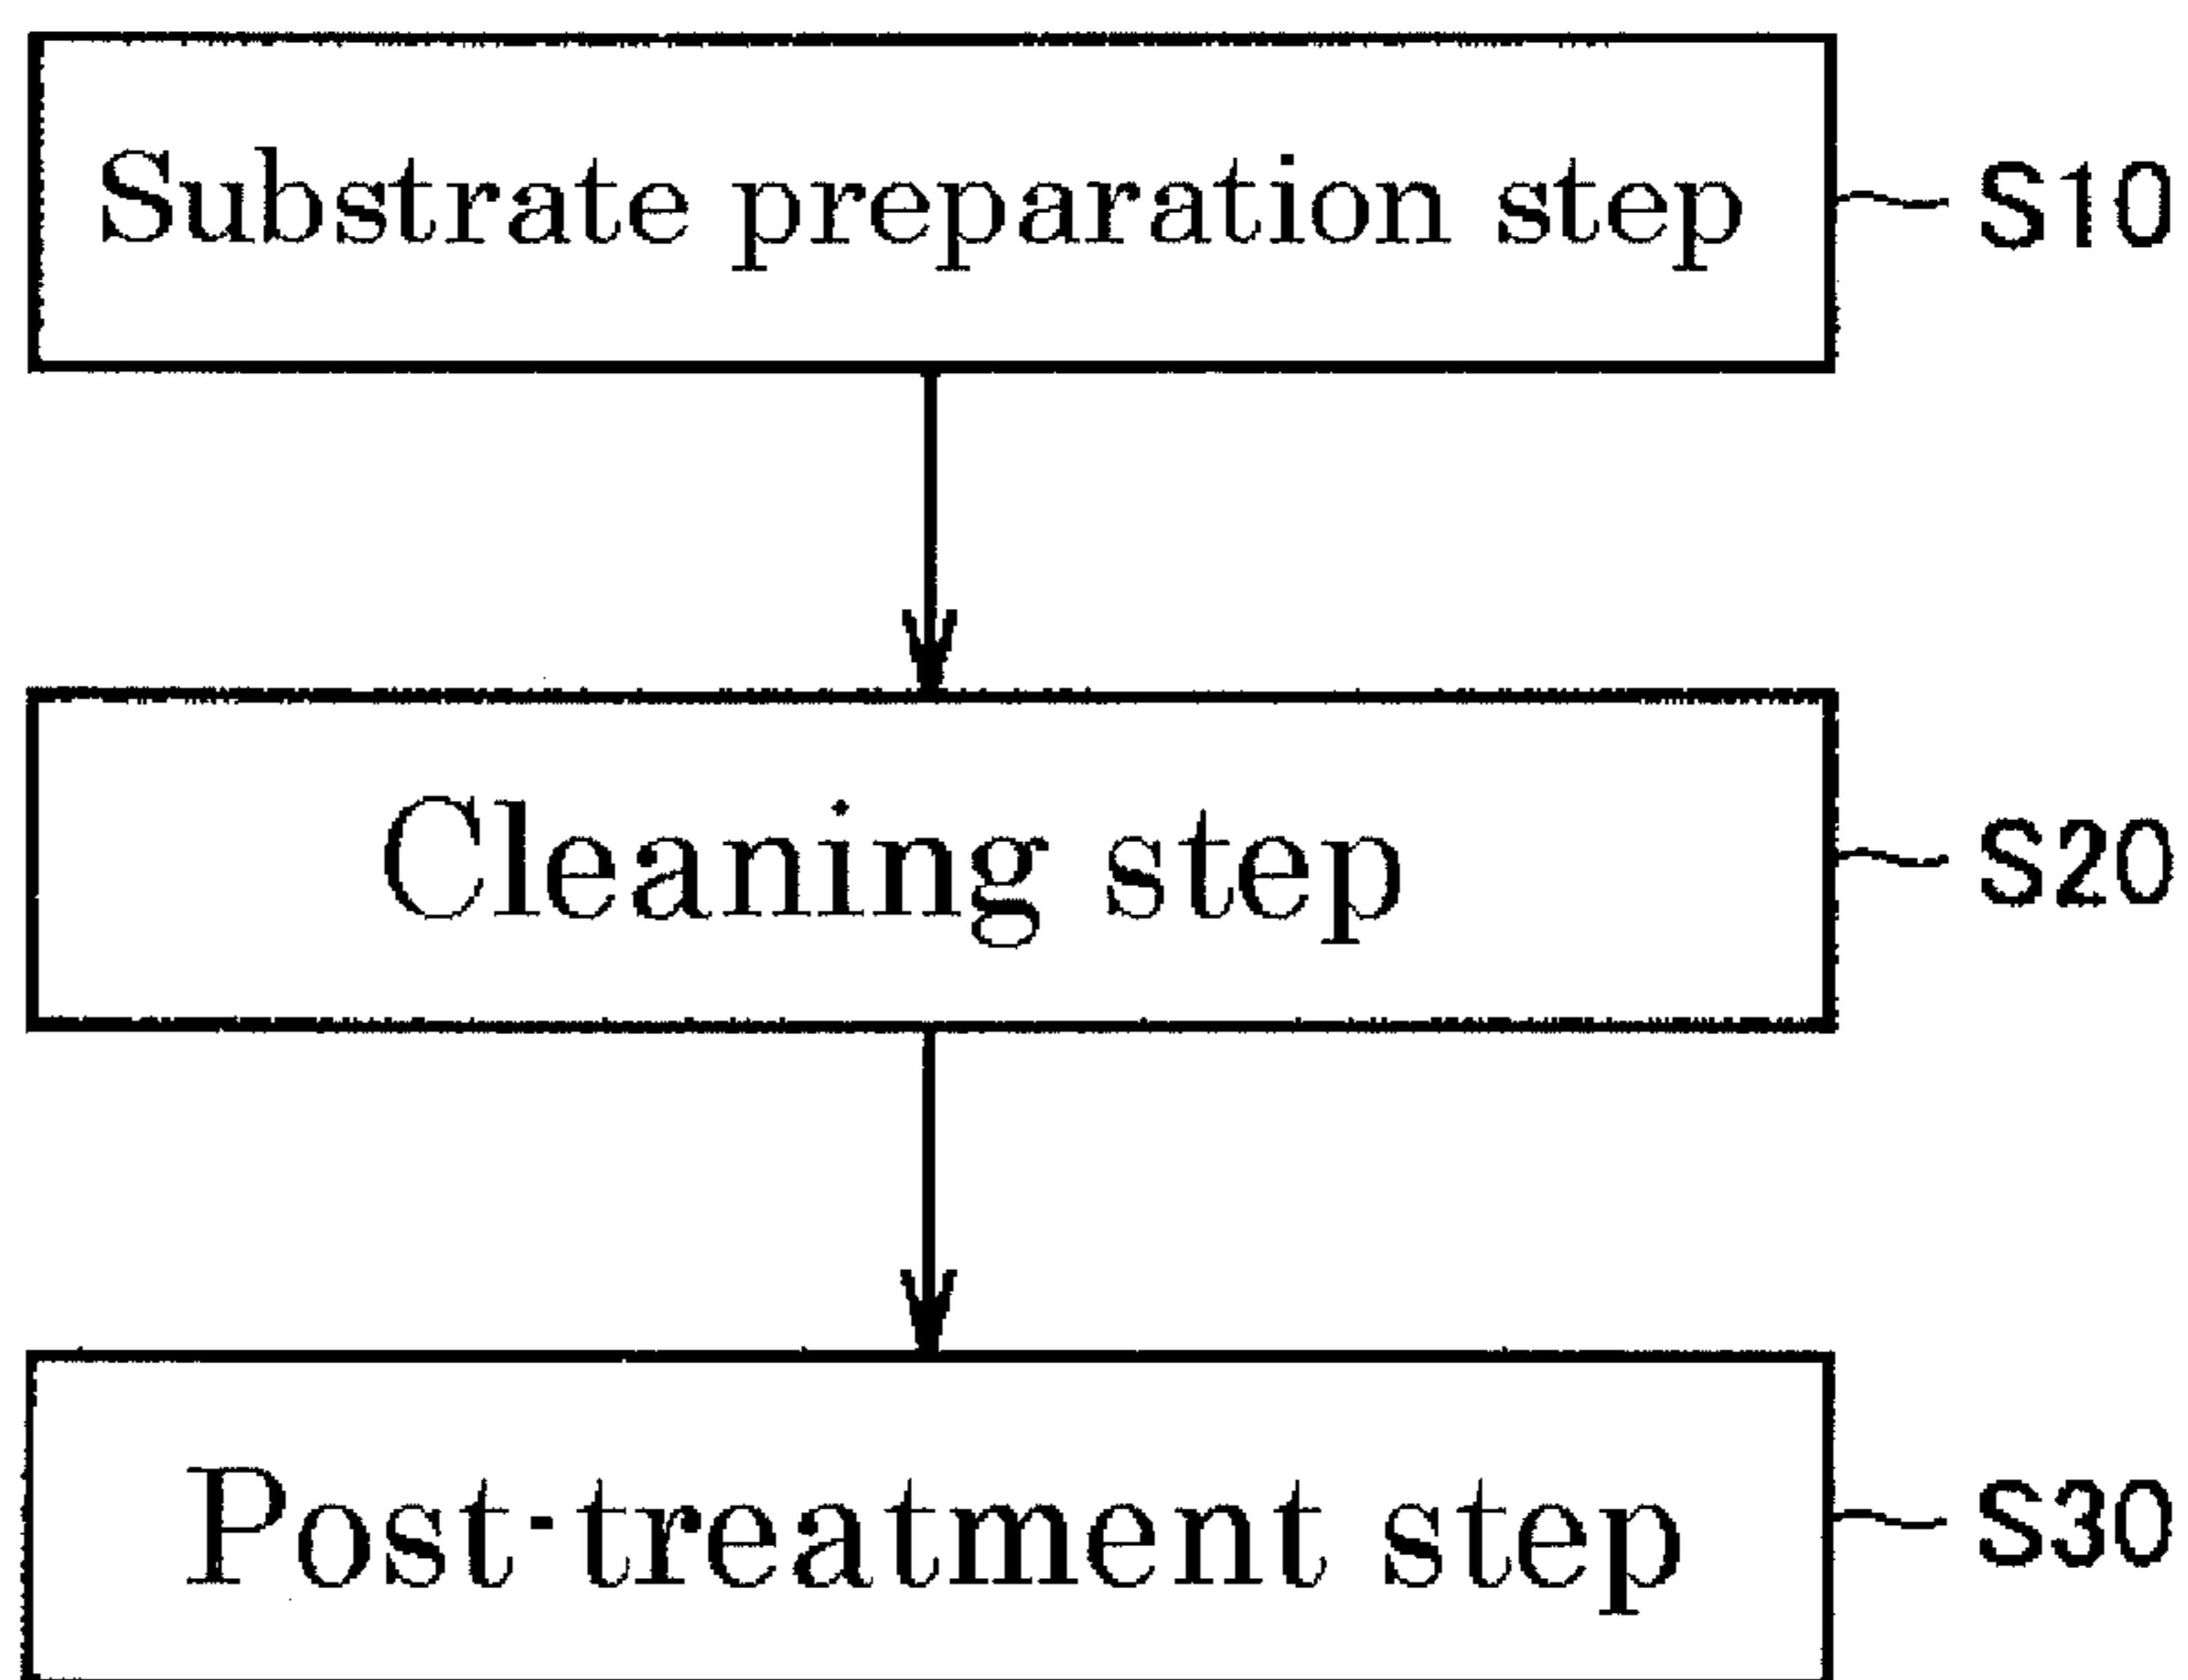 Substrate preparation step S10
Cleaning step S20
Post-treatment step S30